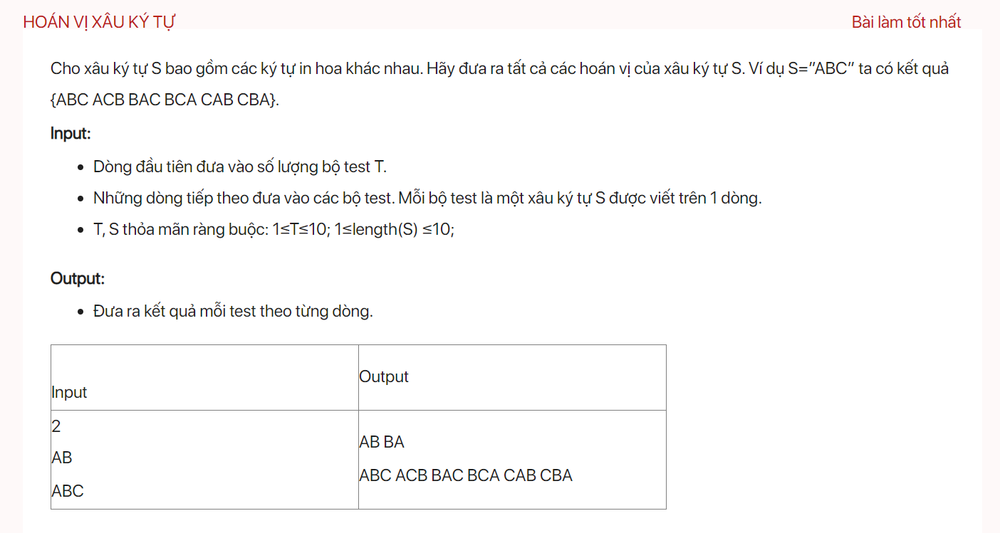 HOÁN VỊ XÂU KÝ TỰ
Bài làm tốt nhất
Cho xâu ký tự S bao gồm các ký tự in hoa khác nhau. Hãy đưa ra tất cả các hoán vị của xâu ký tự S. Ví dụ S=”ABC” ta có kết quả
{ABC ACB BAC BCA CAB CBA}.
Input:
• Dòng đầu tiên đưa vào số lượng bộ test T.
• Những dòng tiếp theo đưa vào các bộ test. Mỗi bộ test là một xâu ký tự S được viết trên 1 dòng.
• T, S thỏa mãn ràng buộc: 1≤T≤10; 1≤length(S) ≤10;
Output:
• Đưa ra kết quả mỗi test theo từng dòng.
Input
Output
2
AB
ABC
AB BA
ABC ACB BAC BCA CAB CBA